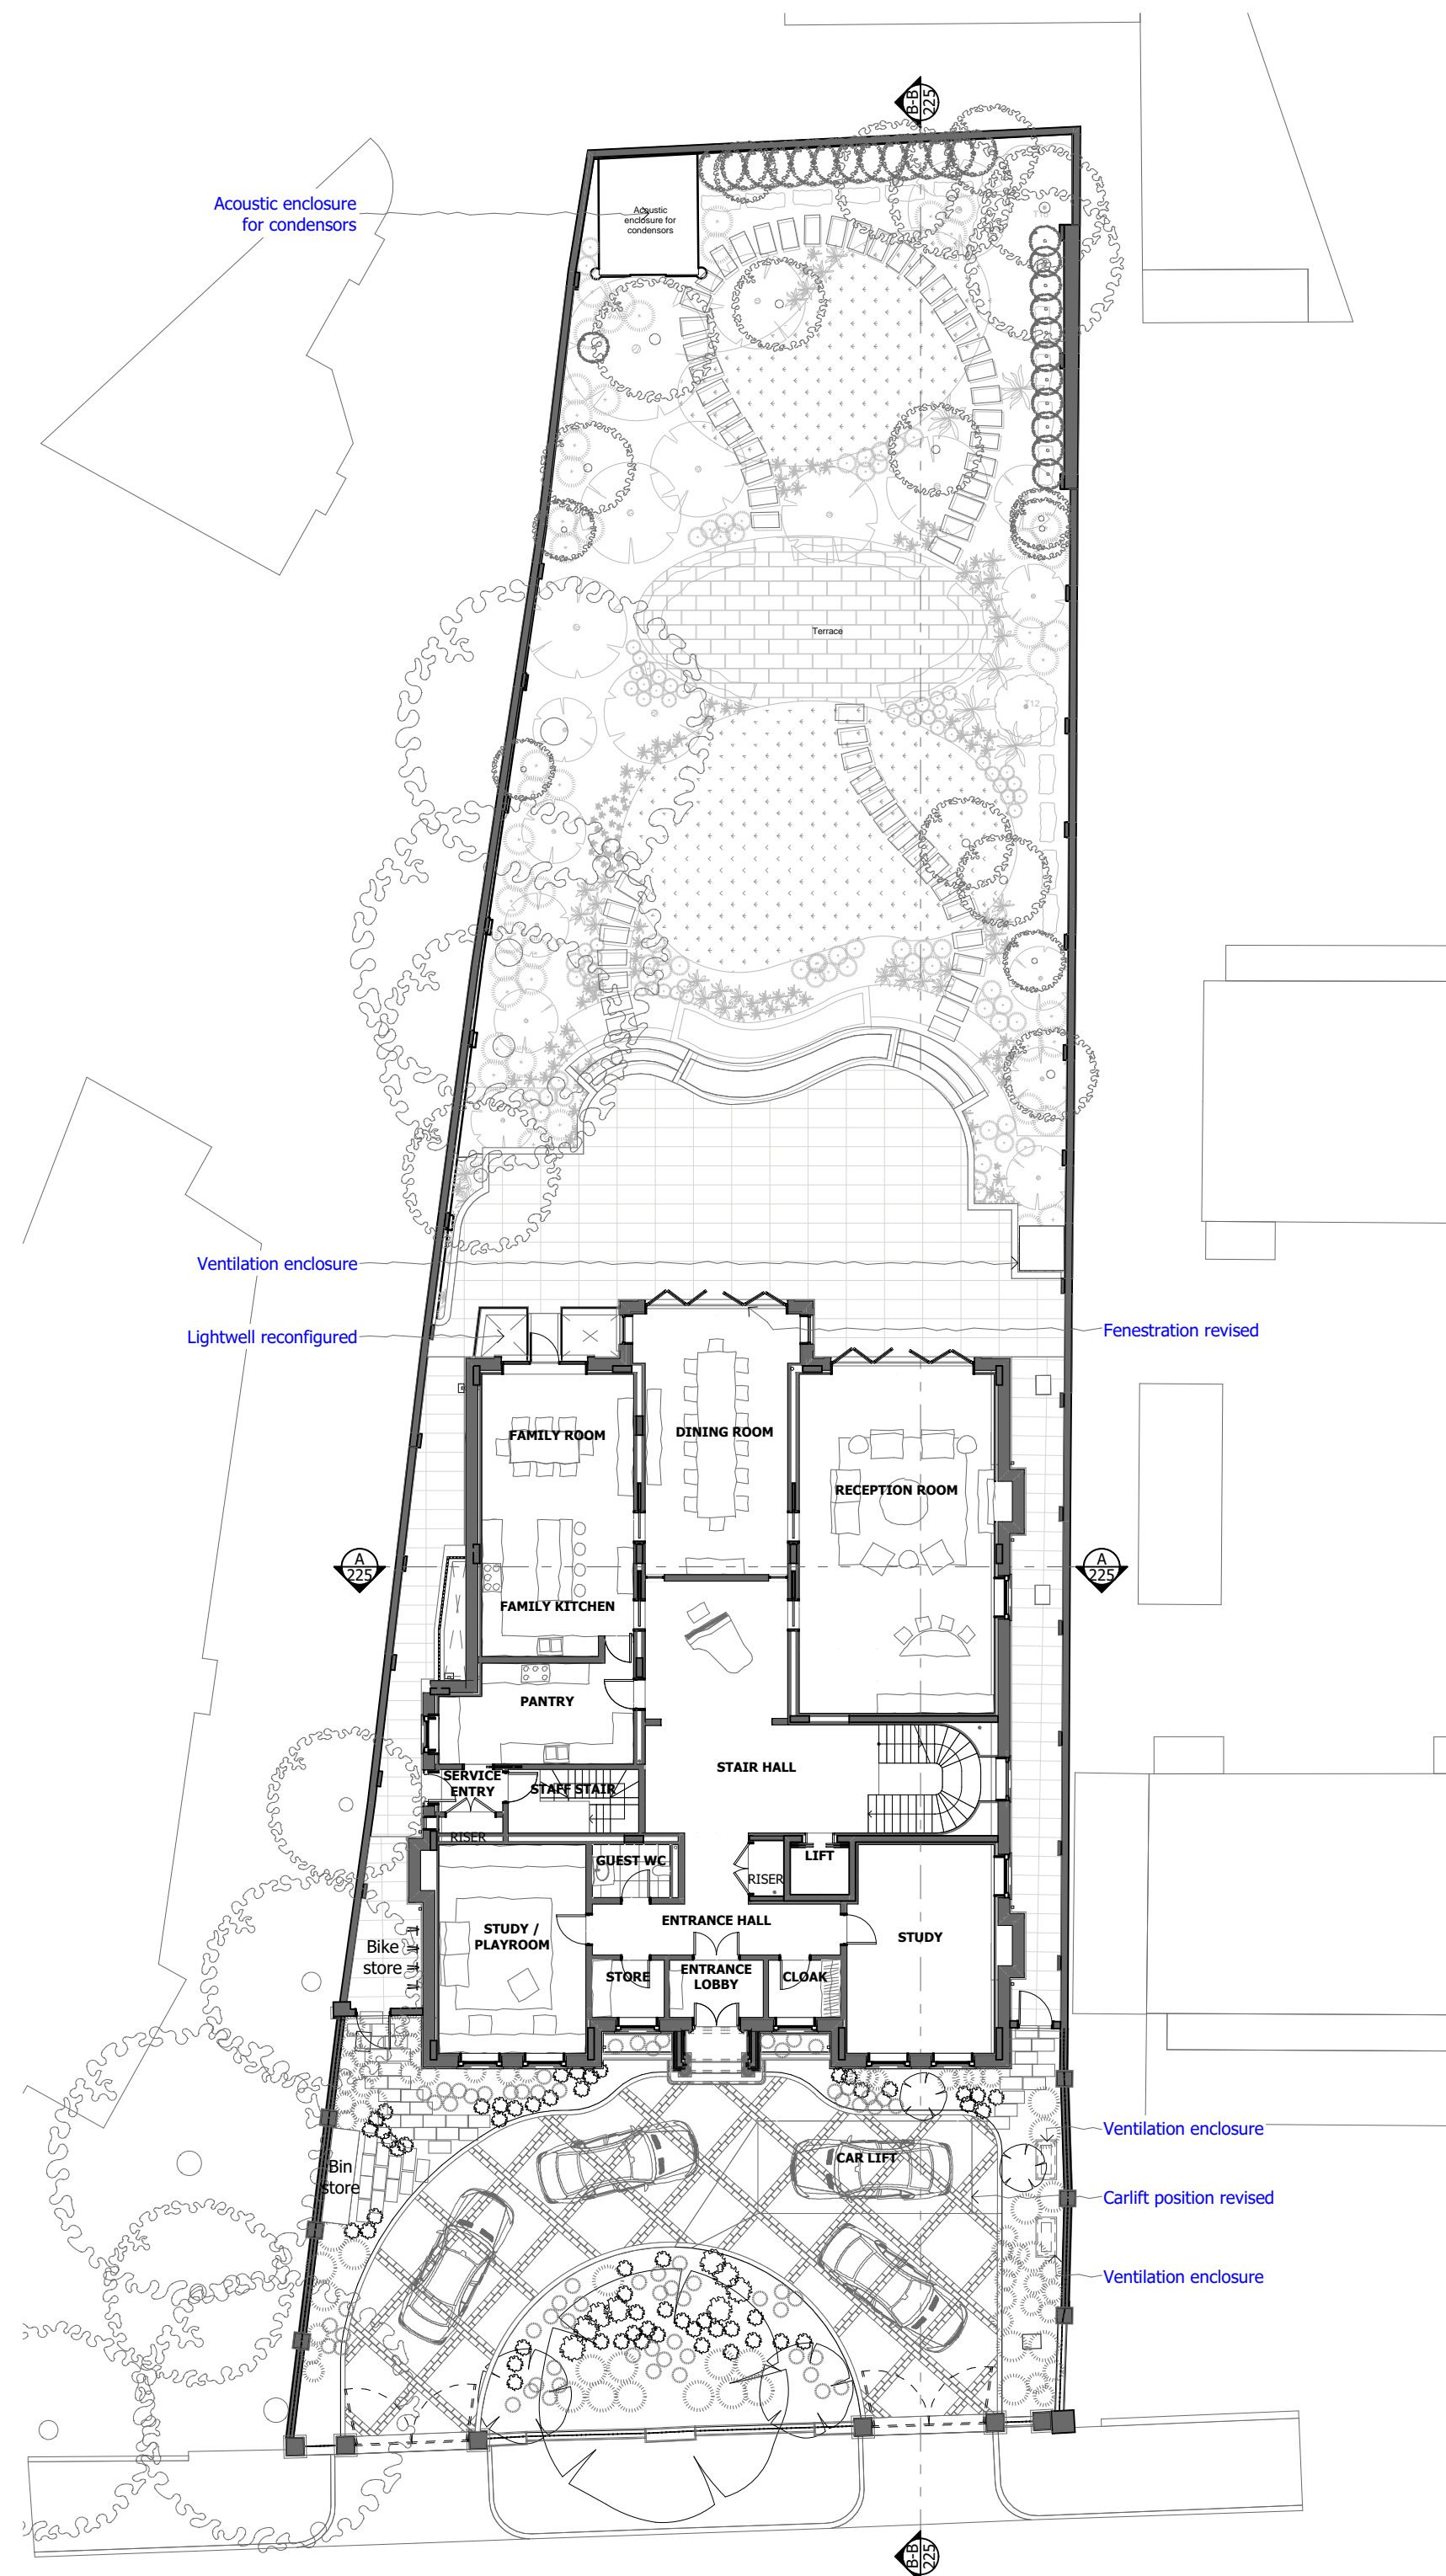 B-B
225
Acoustic enclosure
for condensors
Acoustic
enclosure for
condensors
T10
Terrace
T12
Ventilation enclosure
Lightwell reconfigured
Fenestration revised
FAMILY ROOM
DINING ROOM
RECEPTION ROOM
A
225
A
225
FAMILY KITCHEN
PANTRY
STAIR HALL
SERVICE
ENTRY
STAFF STAIR
RISER
GUEST WC
LIFT
RISER
ENTRANCE HALL
STUDY /
PLAYROOM
STUDY
Bike
store
STORE
ENTRANCE
LOBBY
CLOAK
Ventilation enclosure
CAR LIFT
Bin
store
Carlift position revised
Ventilation enclosure
B-B
225